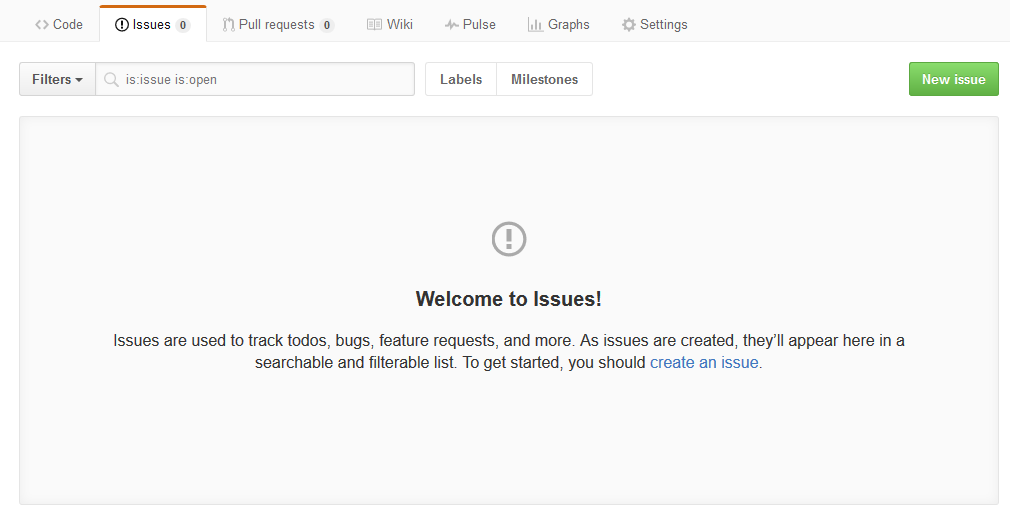 Code Issues 0 Pull requests 0 Wiki Pulse Graphs Settings
Filters is:issue is:open Labels Milestones New issue
Welcome to Issues!
Issues are used to track todos, bugs, feature requests, and more. As issues are created, they’ll appear here in a
searchable and filterable list. To get started, you should create an issue.